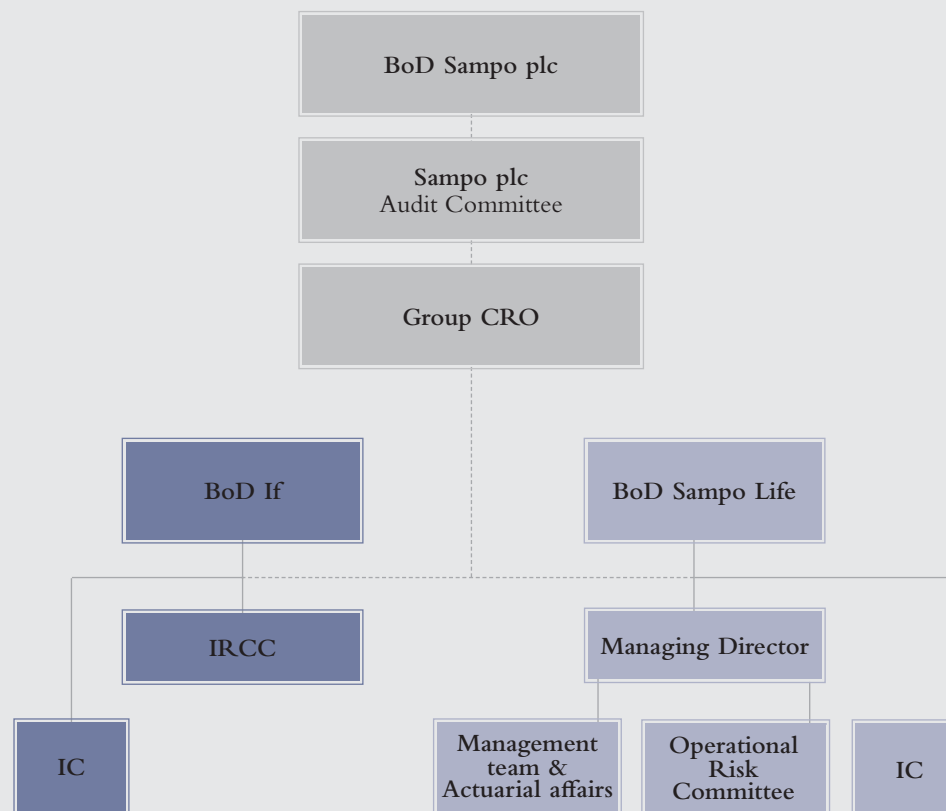 BoD Sampo plc
Sampo plc
Audit Committee
Group CRO
BoD If
BoD Sampo Life
IRCC
Managing Director
IC
Management
team &
Actuarial affairs
Operational
Risk
Committee
IC